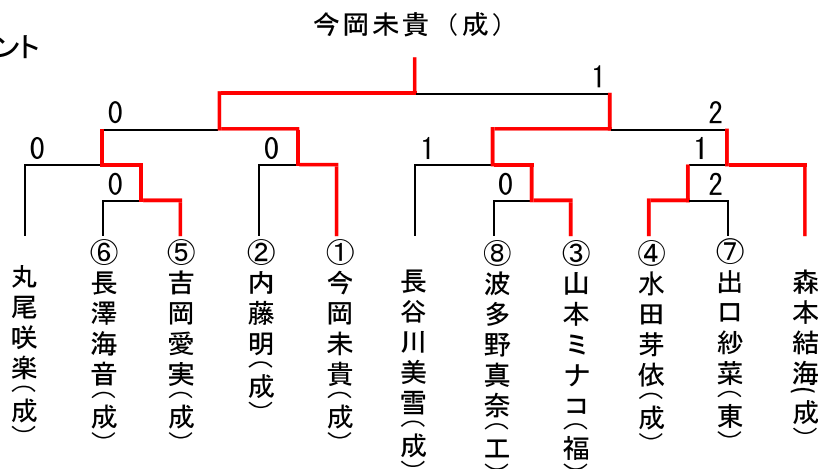 今岡未貴（成）
ント
1
0
2
0
0
1
1
0
0
2
丸尾咲楽(成)
⑥長澤海音(成)
⑤吉岡愛実(成)
②内藤明(成)
①今岡未貴(成)
長谷川美雪(成)
⑧波多野真奈(工)
③山本ミナコ(福)
④水田芽依(成)
⑦出口紗菜(東)
森本結海(成)